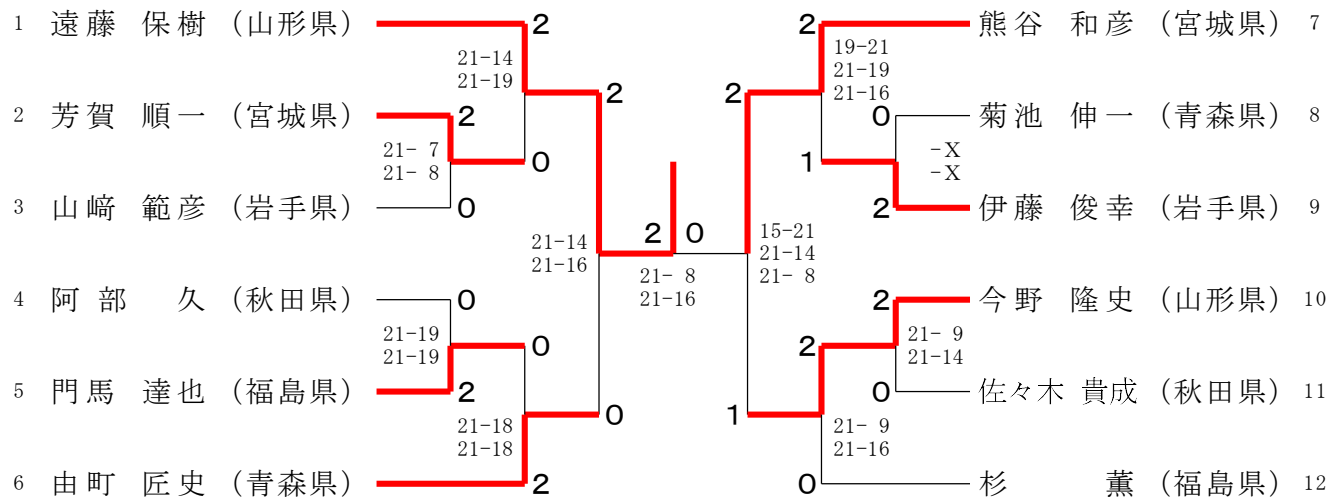 1 遠藤 保樹 (山形県) 2 2 熊谷 和彦 (宮城県) 7
21-14 19-21
21-19 21-19
2 2 21-16
2 芳賀 順一 (宮城県) 2 0 菊池 伸一 (青森県) 8
21- 7 -X
21- 8 0 1 -X
3 山﨑 範彦 (岩手県) 0 2 伊藤 俊幸 (岩手県) 9
21-14 2 0 15-21
21-16 21-14
21- 8 21- 8
21-16
4 阿部 久 (秋田県) 0 2 今野 隆史 (山形県) 10
21-19 21- 9
21-19 0 2 21-14
5 門馬 達也 (福島県) 2 0 佐々木 貴成 (秋田県) 11
0 1
21-18 21- 9
21-18 21-16
6 由町 匠史 (青森県) 2 0 杉 薫 (福島県) 12